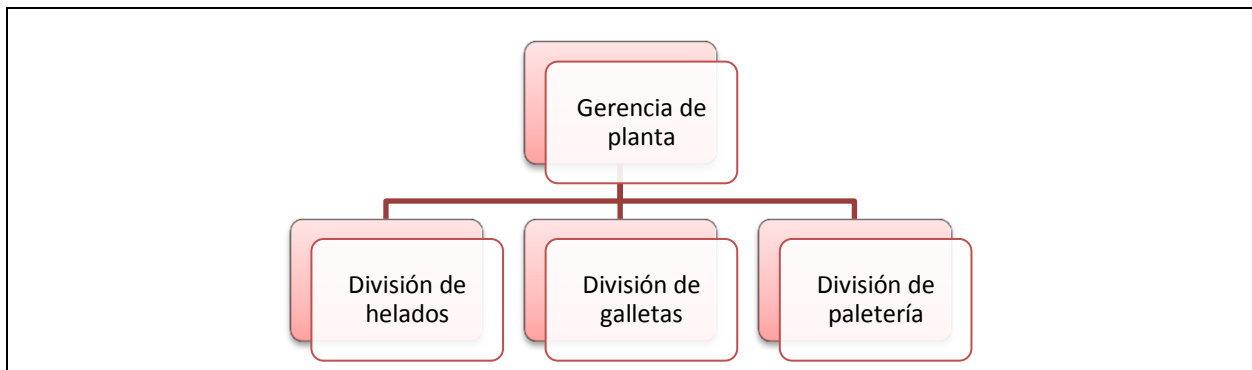 Gerencia de
planta
División de
helados
División de
galletas
División de
paletería